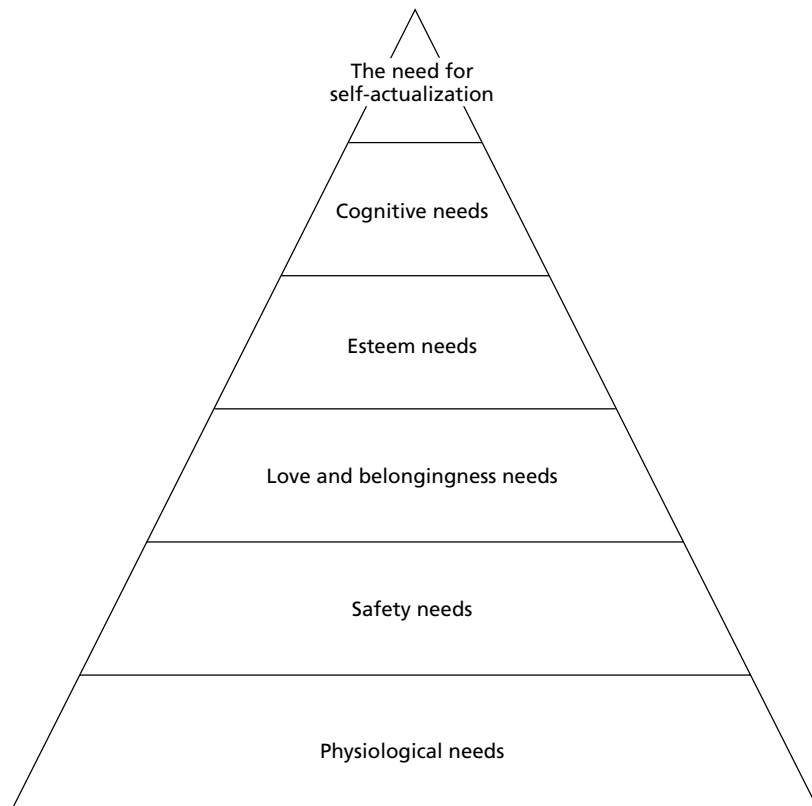 The need for
self-actualization
Cognitive needs
Esteem needs
Love and belongingness needs
Safety needs
Physiological needs